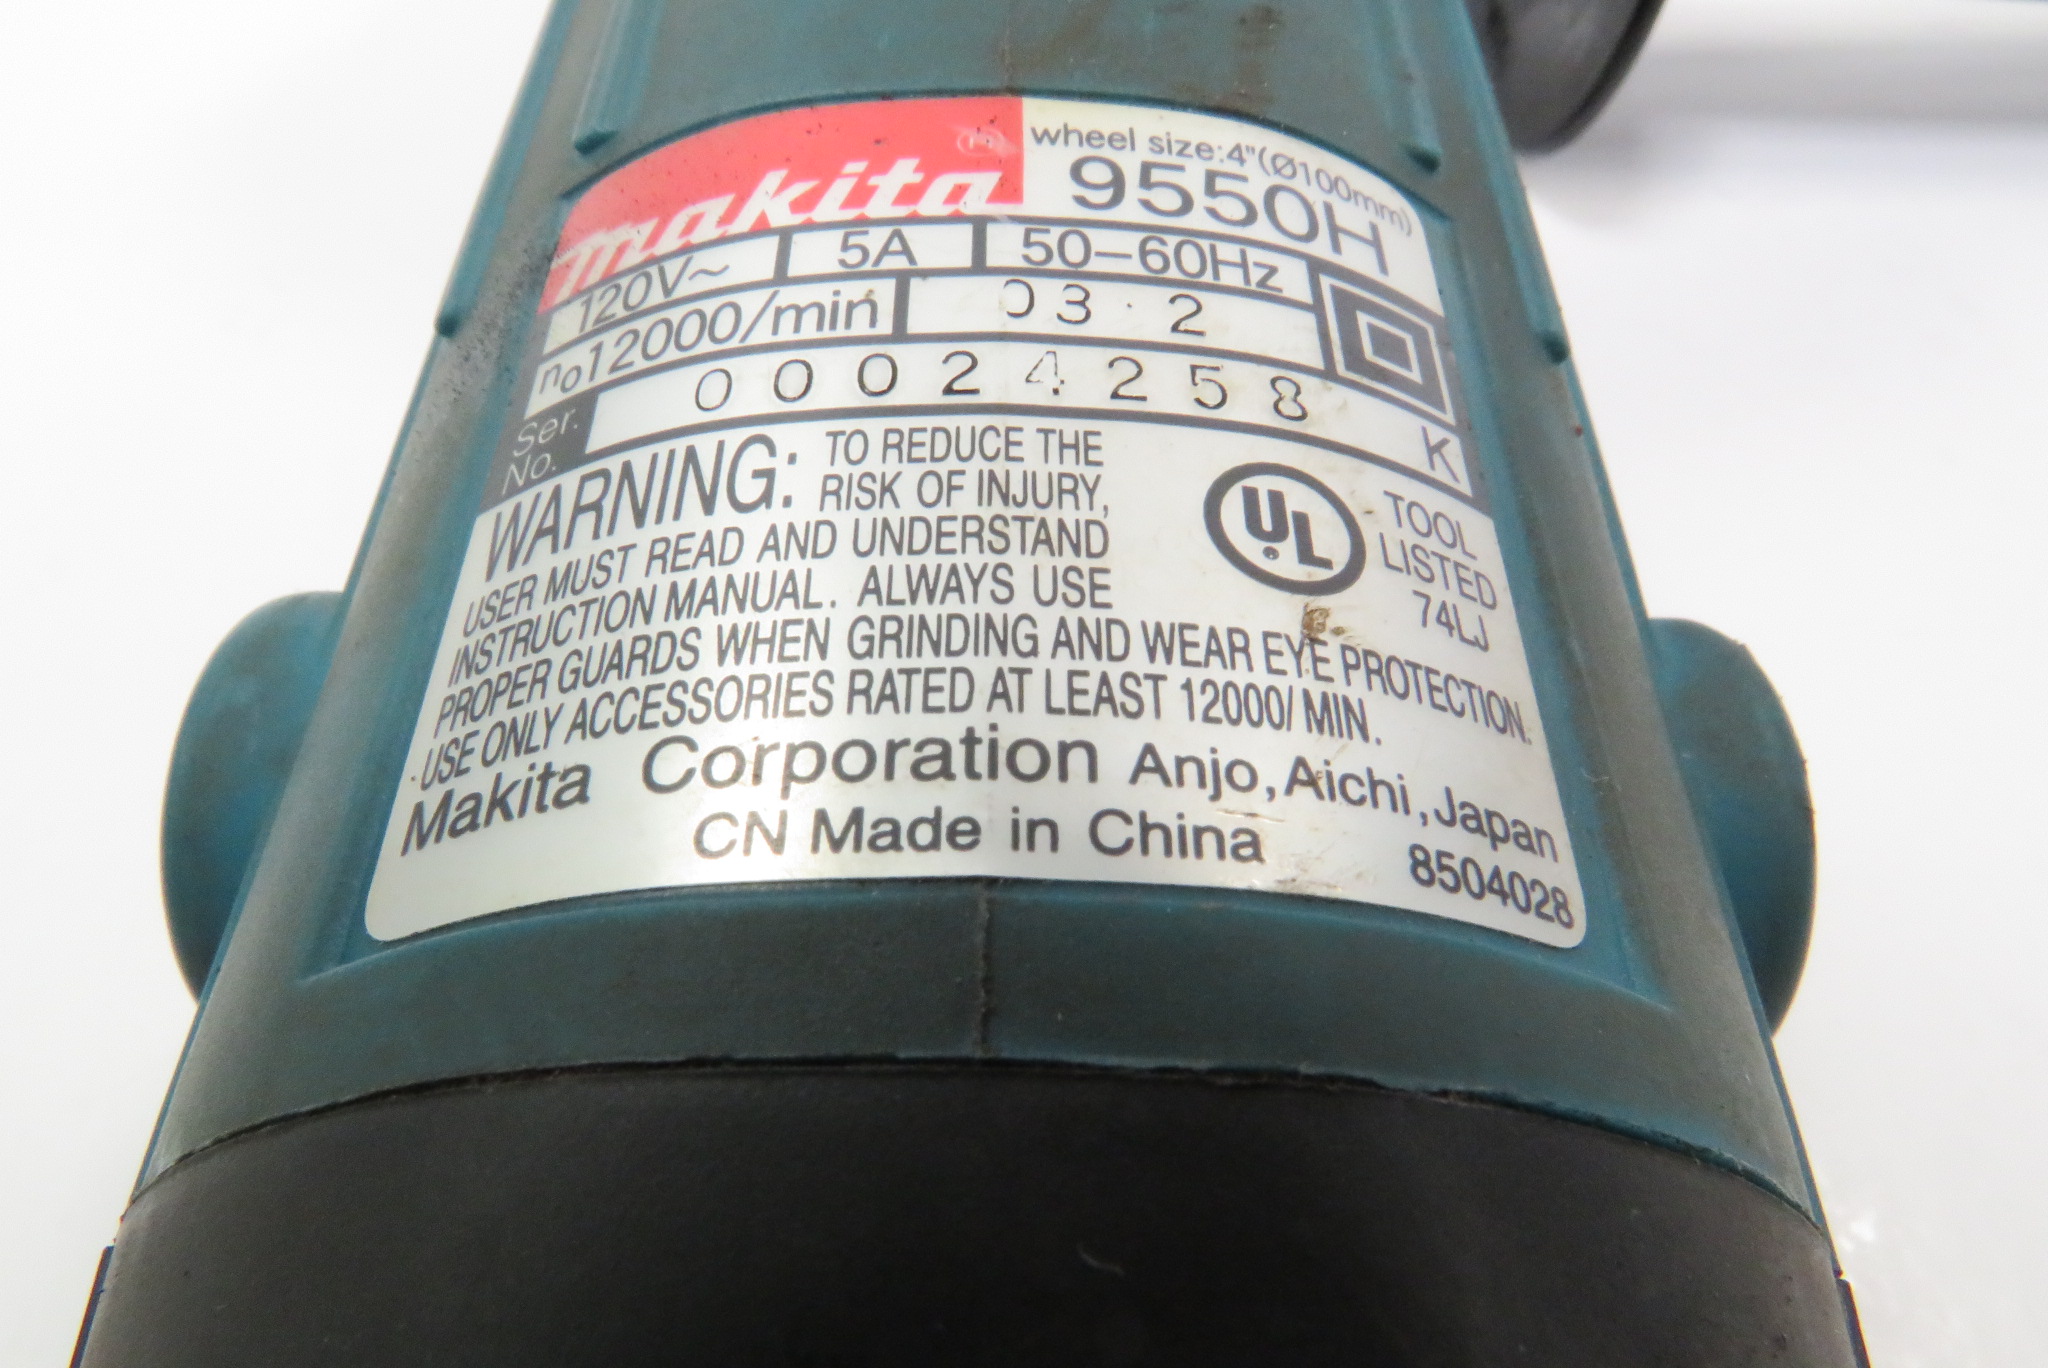 makita
wheel size:4"(Ø100mm)
9550H
120V~ 5A 50–60Hz
no12000/min 03 · 2
Ser. No. 00024258 K
WARNING: TO REDUCE THE
RISK OF INJURY,
USER MUST READ AND UNDERSTAND
INSTRUCTION MANUAL. ALWAYS USE
PROPER GUARDS WHEN GRINDING AND WEAR EYE PROTECTION.
USE ONLY ACCESSORIES RATED AT LEAST 12000/ MIN.
UL
TOOL
LISTED
74LJ
Makita Corporation Anjo, Aichi, Japan
CN Made in China
8504028